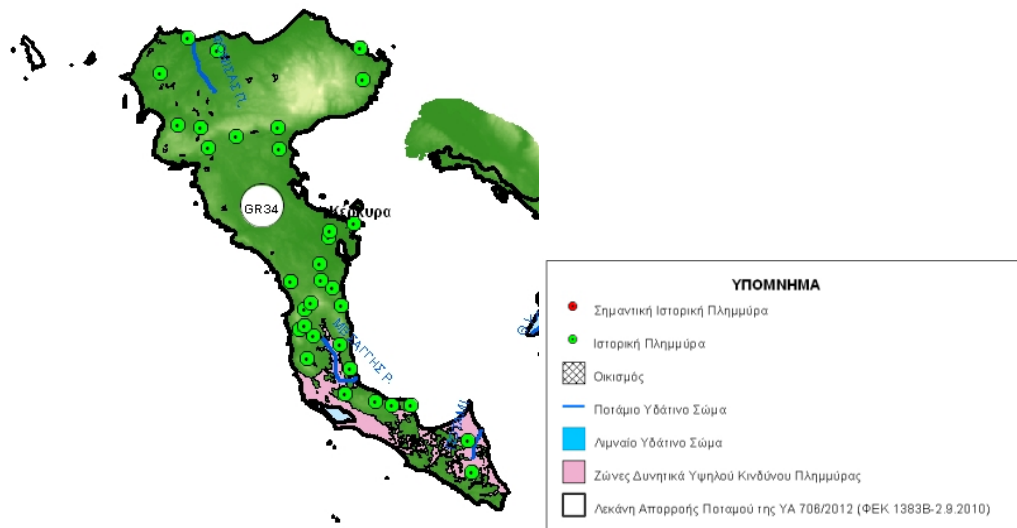 GR34
Κέρκυρα
ΜΕΣΑΓΓΗΣ Ρ.
ΥΠΟΜΝΗΜΑ
Σημαντική Ιστορική Πλημμύρα
Ιστορική Πλημμύρα
Οικισμός
Ποτάμιο Υδάτινο Σώμα
Λιμναίο Υδάτινο Σώμα
Ζώνες Δυνητικά Υψηλού Κινδύνου Πλημμύρας
Λεκάνη Απορροής Ποταμού της ΥΑ 706/2012 (ΦΕΚ 1383Β-2.9.2010)